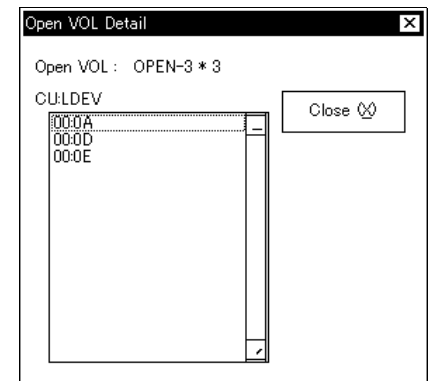 Open VOL Detail
Open VOL : OPEN-3 * 3
CU:LDEV
Close (X)
00:0A
00:0D
00:0E